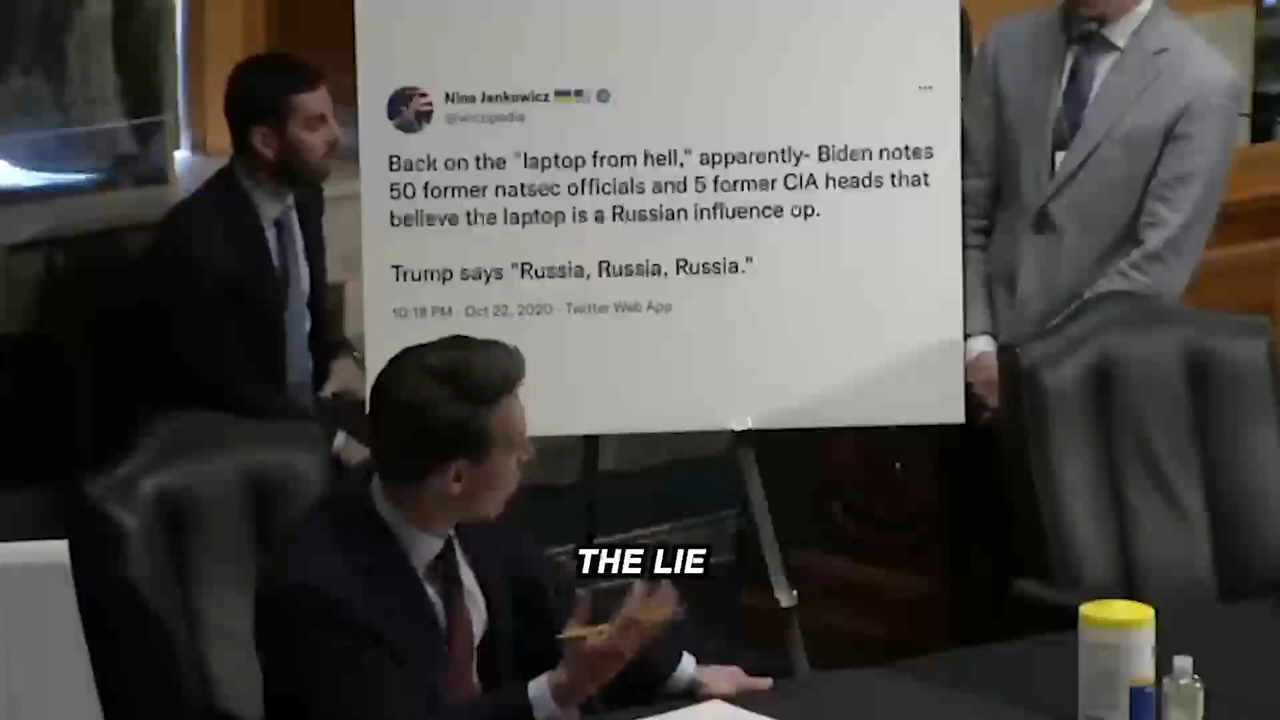 Nina Jankowicz
@wiczipedia
Back on the "laptop from hell," apparently- Biden notes
50 former natsec officials and 5 former CIA heads that
believe the laptop is a Russian influence op.
Trump says "Russia, Russia, Russia."
10:18 PM · Oct 22, 2020 · Twitter Web App
THE LIE